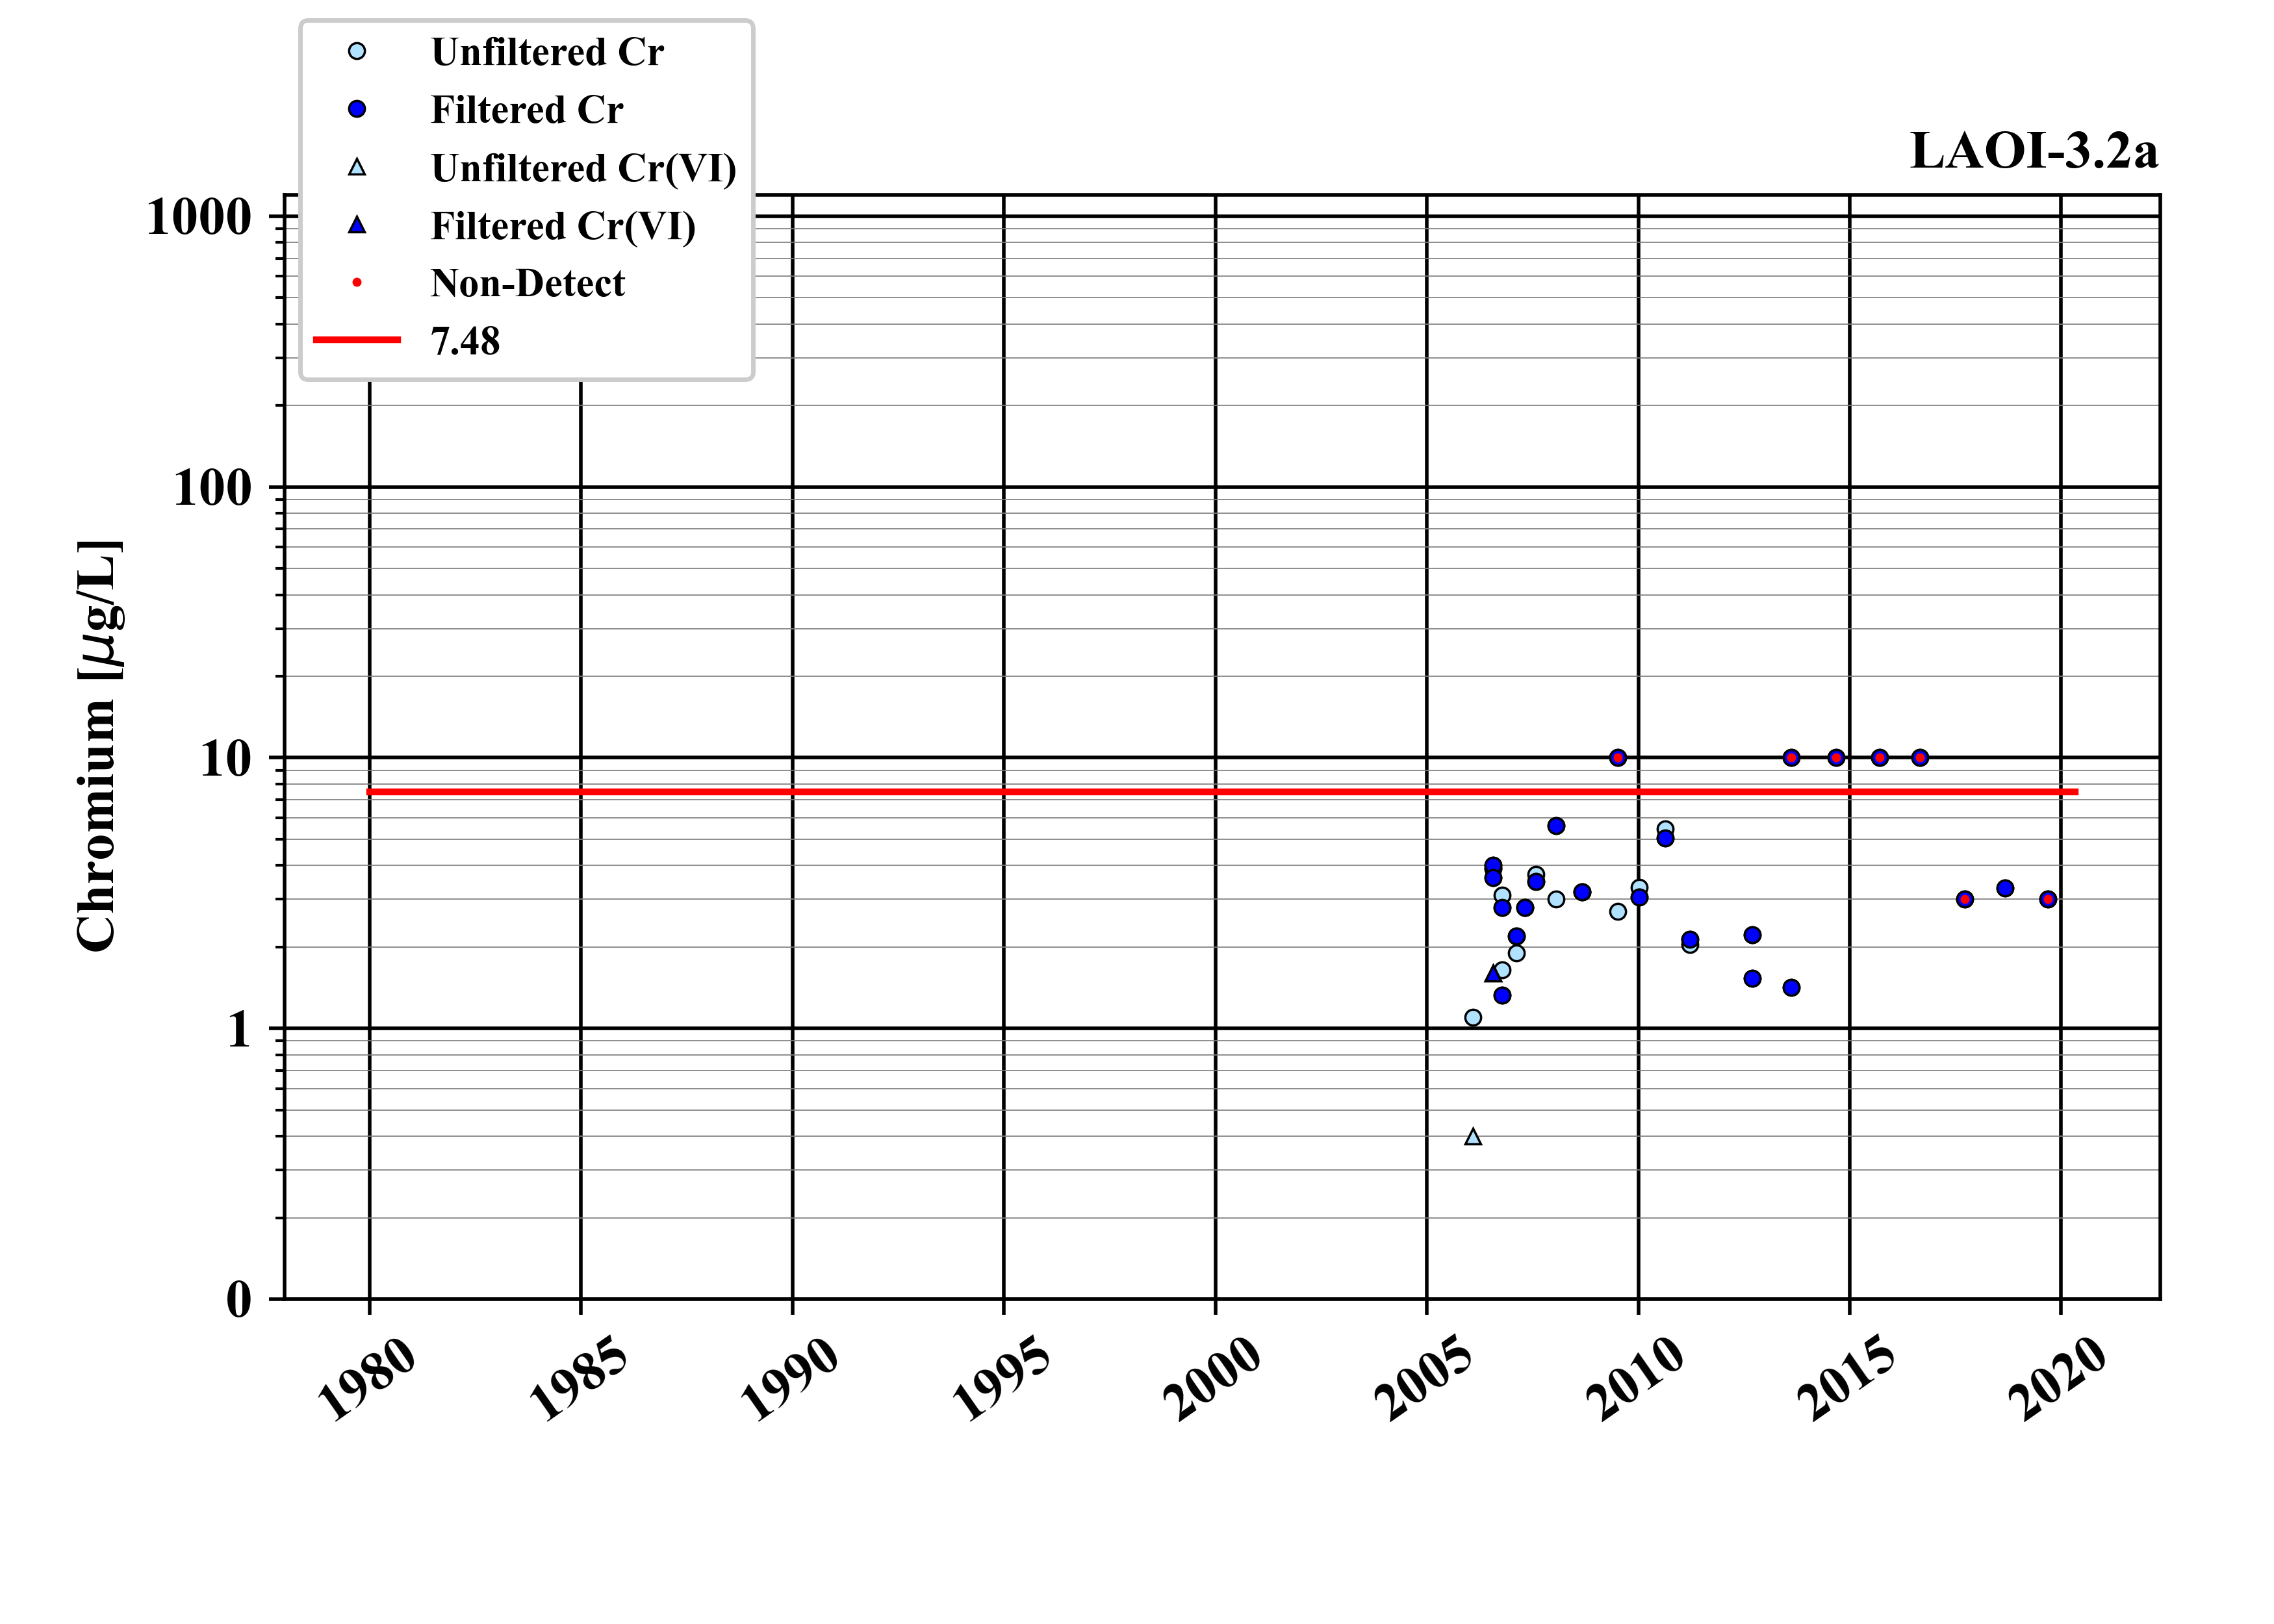 Unfiltered Cr
Filtered Cr
Unfiltered Cr(VI)
Filtered Cr(VI)
Non-Detect
7.48
LAOI-3.2a
1000
100
10
1
0
Chromium [μg/L]
1980
1985
1990
1995
2000
2005
2010
2015
2020